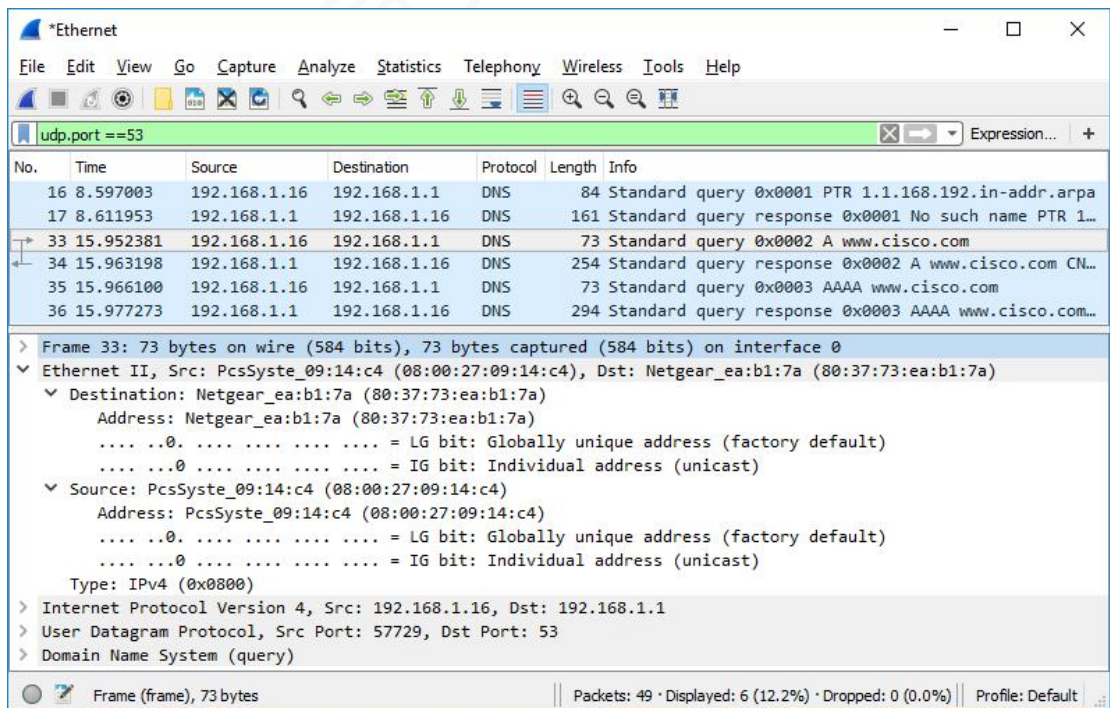 *Ethernet
File Edit View Go Capture Analyze Statistics Telephony Wireless Tools Help
udp.port ==53 Expression... +
No. Time Source Destination Protocol Length Info
16 8.597003 192.168.1.16 192.168.1.1 DNS 84 Standard query 0x0001 PTR 1.1.168.192.in-addr.arpa
17 8.611953 192.168.1.1 192.168.1.16 DNS 161 Standard query response 0x0001 No such name PTR 1…
33 15.952381 192.168.1.16 192.168.1.1 DNS 73 Standard query 0x0002 A www.cisco.com
34 15.963198 192.168.1.1 192.168.1.16 DNS 254 Standard query response 0x0002 A www.cisco.com CN…
35 15.966100 192.168.1.16 192.168.1.1 DNS 73 Standard query 0x0003 AAAA www.cisco.com
36 15.977273 192.168.1.1 192.168.1.16 DNS 294 Standard query response 0x0003 AAAA www.cisco.com…
Frame 33: 73 bytes on wire (584 bits), 73 bytes captured (584 bits) on interface 0
Ethernet II, Src: PcsSyste_09:14:c4 (08:00:27:09:14:c4), Dst: Netgear_ea:b1:7a (80:37:73:ea:b1:7a)
Destination: Netgear_ea:b1:7a (80:37:73:ea:b1:7a)
Address: Netgear_ea:b1:7a (80:37:73:ea:b1:7a)
.... ..0. .... .... .... .... = LG bit: Globally unique address (factory default)
.... ...0 .... .... .... .... = IG bit: Individual address (unicast)
Source: PcsSyste_09:14:c4 (08:00:27:09:14:c4)
Address: PcsSyste_09:14:c4 (08:00:27:09:14:c4)
.... ..0. .... .... .... .... = LG bit: Globally unique address (factory default)
.... ...0 .... .... .... .... = IG bit: Individual address (unicast)
Type: IPv4 (0x0800)
Internet Protocol Version 4, Src: 192.168.1.16, Dst: 192.168.1.1
User Datagram Protocol, Src Port: 57729, Dst Port: 53
Domain Name System (query)
Frame (frame), 73 bytes Packets: 49 · Displayed: 6 (12.2%) · Dropped: 0 (0.0%) Profile: Default